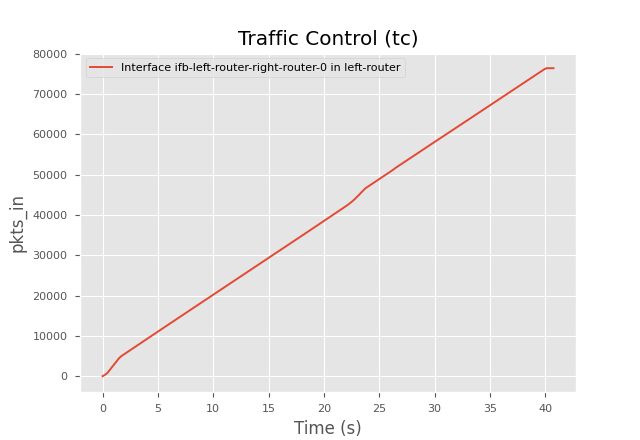 Traffic Control (tc)
Interface ifb-left-router-right-router-0 in left-router
80000
70000
60000
50000
40000
30000
20000
10000
0
pkts_in
0 5 10 15 20 25 30 35 40
Time (s)